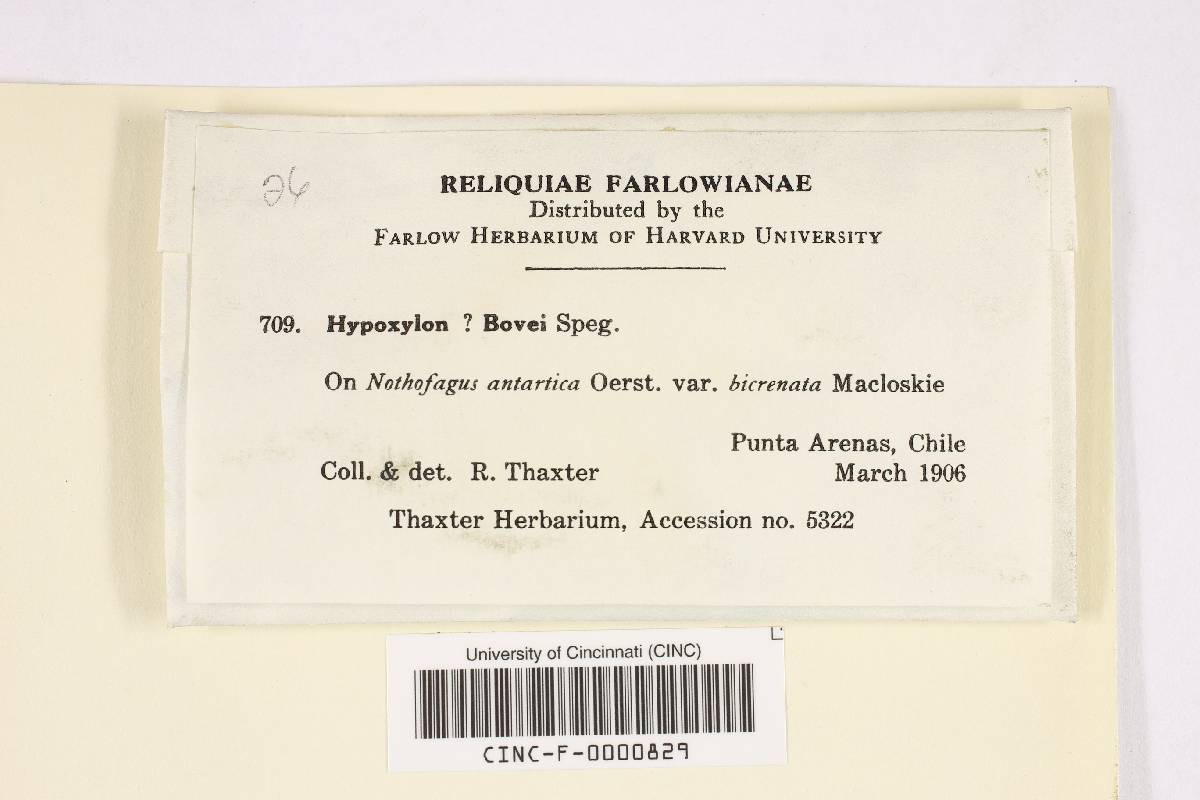 26
RELIQUIAE FARLOWIANAE
Distributed by the
FARLOW HERBARIUM OF HARVARD UNIVERSITY
709. Hypoxylon ? Bovei Speg.
On Nothofagus antartica Oerst. var. bicrenata Macloskie
Punta Arenas, Chile
Coll. & det. R. Thaxter March 1906
Thaxter Herbarium, Accession no. 5322
University of Cincinnati (CINC)
CINC-F-0000829